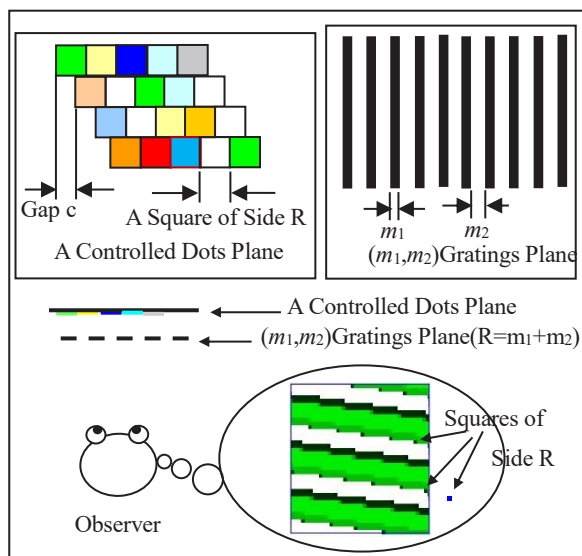 Gap c
A Square of Side R
A Controlled Dots Plane
m1
m2
(m1,m2)Gratings Plane
A Controlled Dots Plane
(m1,m2)Gratings Plane(R=m1+m2)
Squares of
Side R
Observer